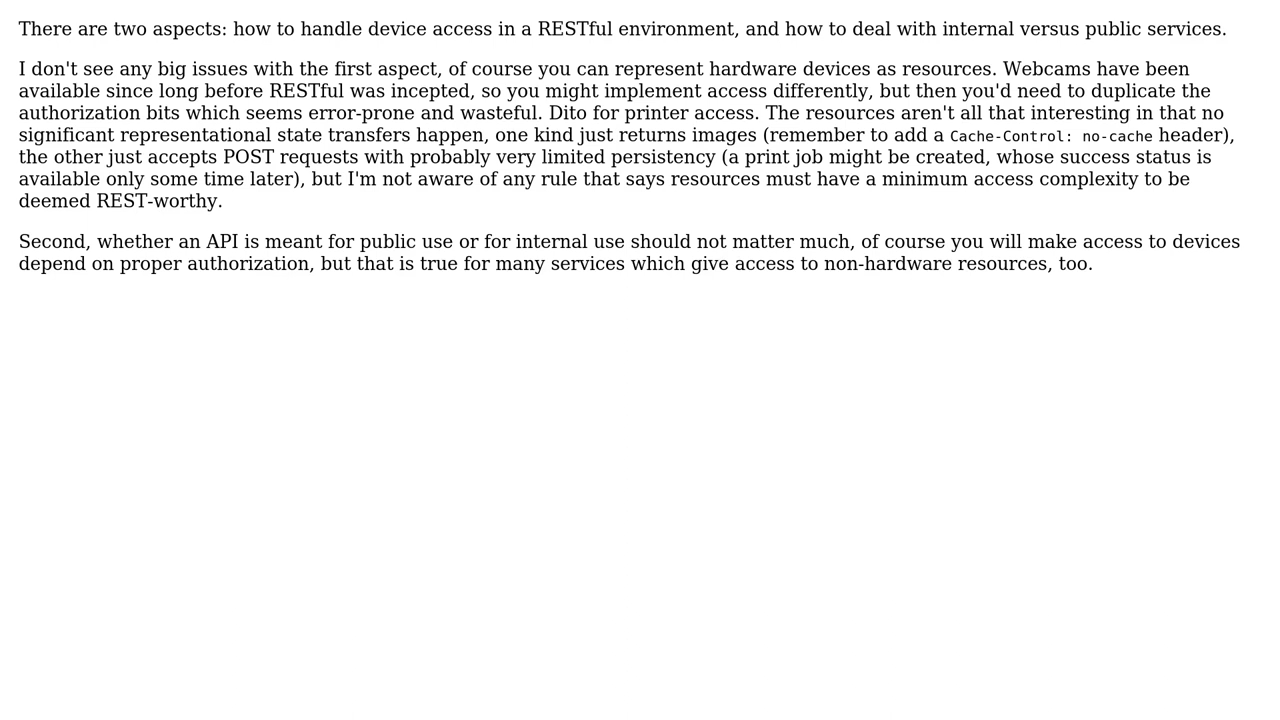 There are two aspects: how to handle device access in a RESTful environment, and how to deal with internal versus public services.
I don't see any big issues with the first aspect, of course you can represent hardware devices as resources. Webcams have been
available since long before RESTful was incepted, so you might implement access differently, but then you'd need to duplicate the
authorization bits which seems error-prone and wasteful. Dito for printer access. The resources aren't all that interesting in that no
significant representational state transfers happen, one kind just returns images (remember to add a Cache-Control: no-cache header),
the other just accepts POST requests with probably very limited persistency (a print job might be created, whose success status is
available only some time later), but I'm not aware of any rule that says resources must have a minimum access complexity to be
deemed REST-worthy.
Second, whether an API is meant for public use or for internal use should not matter much, of course you will make access to devices
depend on proper authorization, but that is true for many services which give access to non-hardware resources, too.